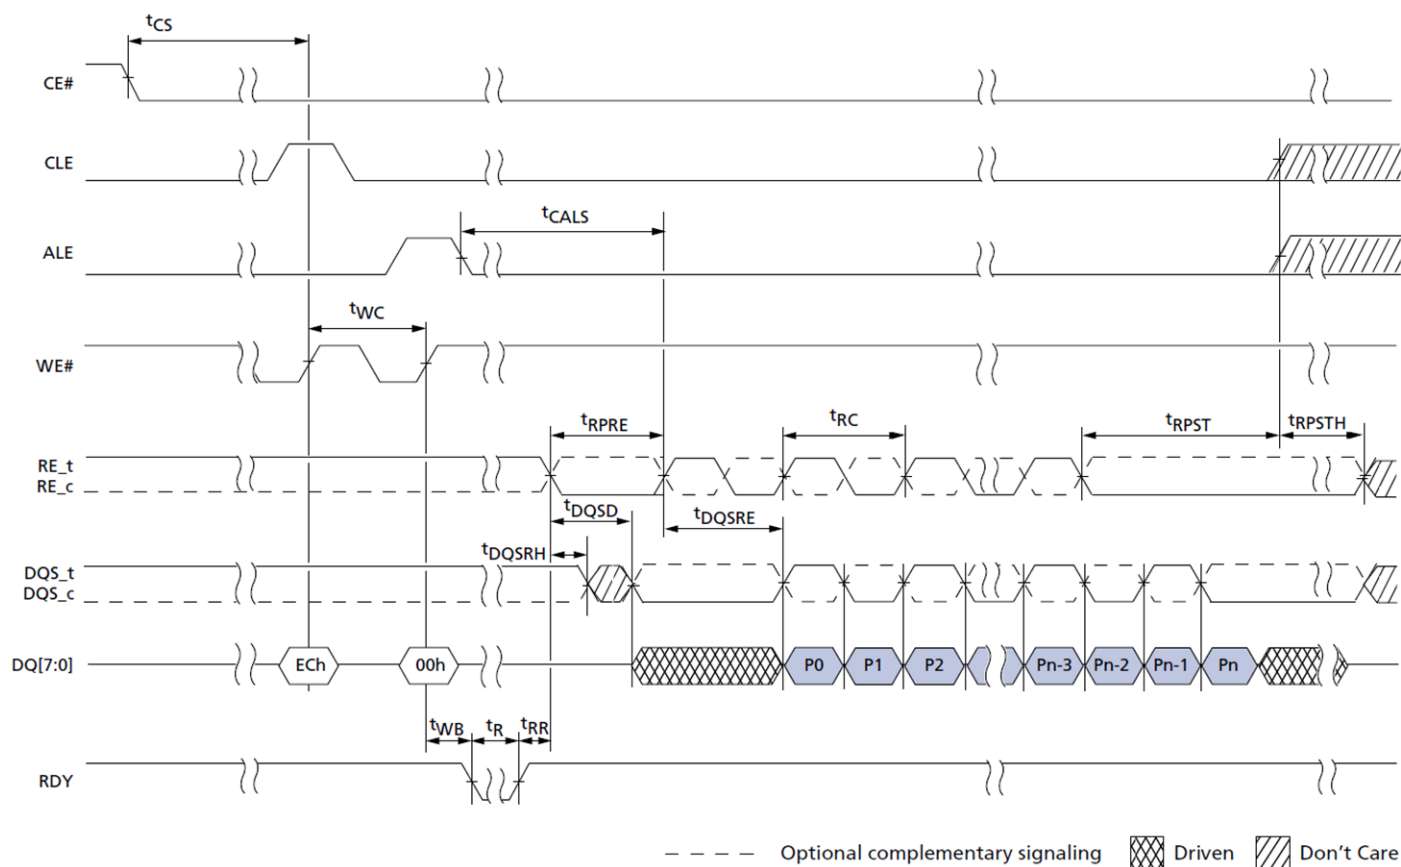 tCS
CE#
CLE
tCALS
ALE
tWC
WE#
tRPRE
tRC
tRPST
tRPSTH
RE_t
RE_c
tDQSD
tDQSRE
tDQSRH
DQS_t
DQS_c
DQ[7:0]
ECh
00h
P0
P1
P2
Pn-3
Pn-2
Pn-1
Pn
tWB
tR
tRR
RDY
Optional complementary signaling
Driven
Don't Care